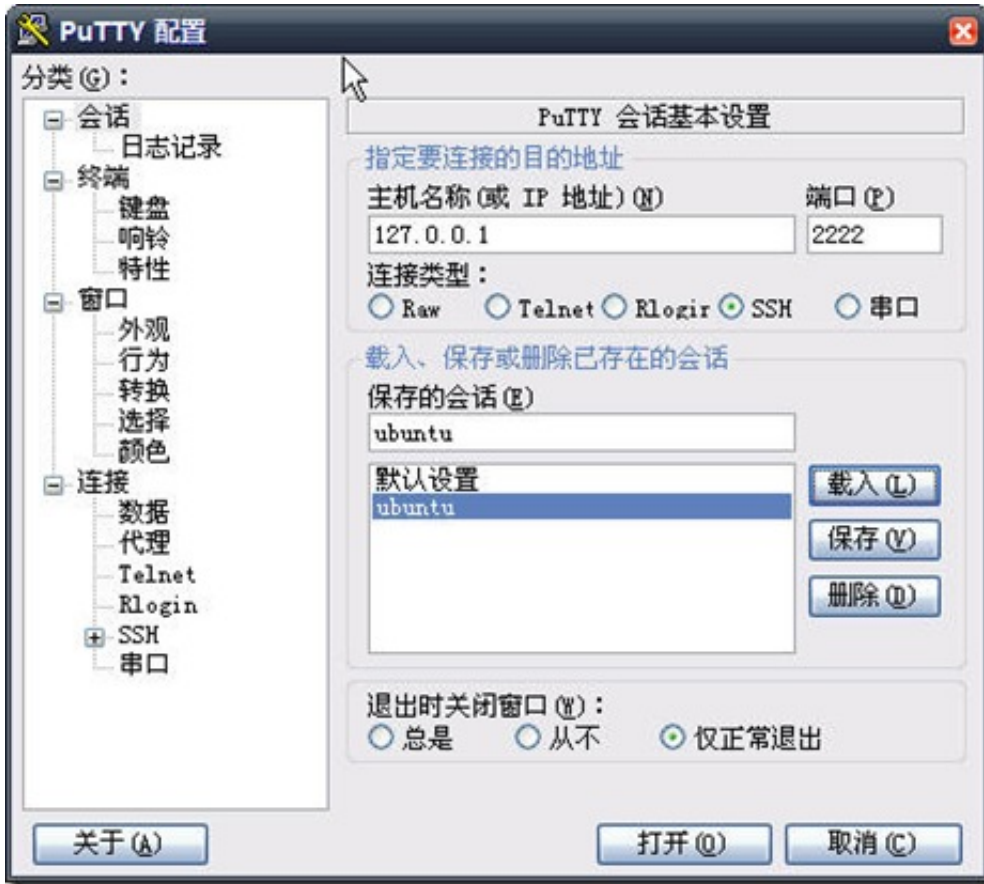 PuTTY 配置
分类(G)：
会话
日志记录
终端
键盘
响铃
特性
窗口
外观
行为
转换
选择
颜色
连接
数据
代理
Telnet
Rlogin
SSH
串口
PuTTY 会话基本设置
指定要连接的目的地址
主机名称(或 IP 地址)(N) 端口(P)
127.0.0.1 2222
连接类型：
Raw Telnet Rlogir SSH 串口
载入、保存或删除已存在的会话
保存的会话(E)
ubuntu
默认设置 载入(L)
ubuntu
保存(V)
删除(D)
退出时关闭窗口(W)：
总是 从不 仅正常退出
关于(A) 打开(O) 取消(C)